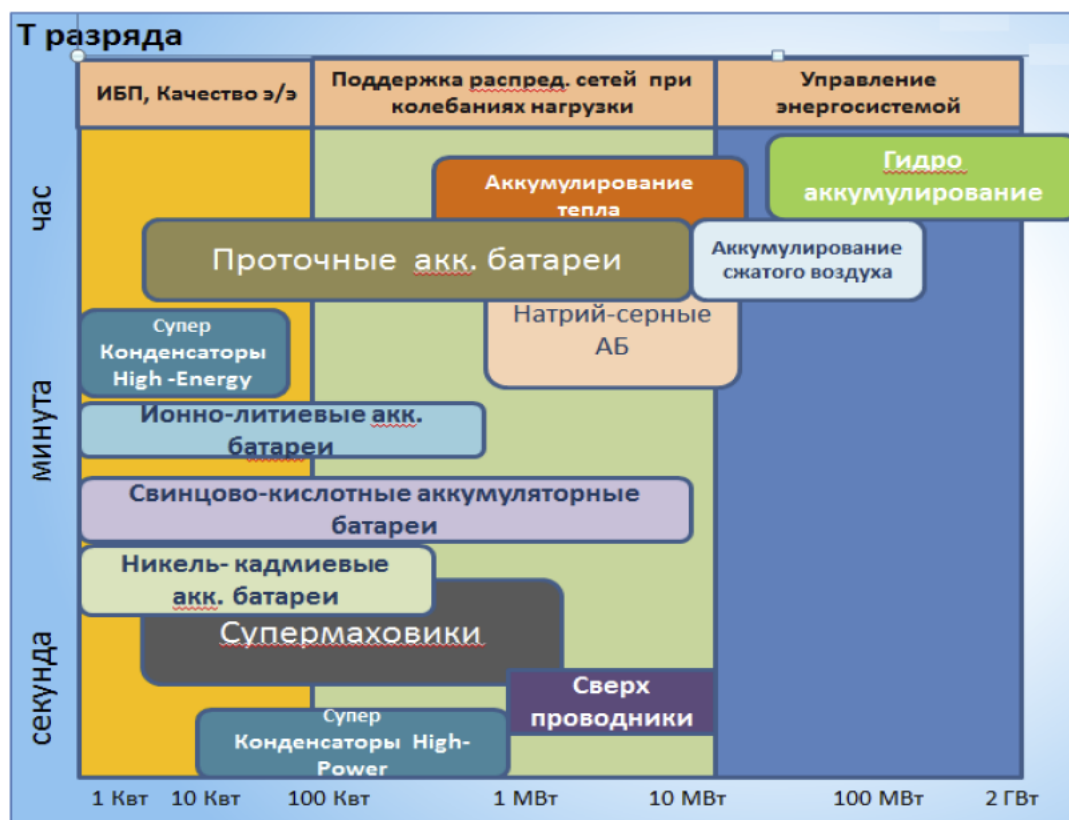 Т разряда
ИБП, Качество э/э
Поддержка распред. сетей при
колебаниях нагрузки
Управление
энергосистемой
час
минута
секунда
Гидро
аккумулирование
Аккумулирование
тепла
Проточные акк. батареи
Аккумулирование
сжатого воздуха
Натрий-серные
АБ
Супер
Конденсаторы
High -Energy
Ионно-литиевые акк.
батареи
Свинцово-кислотные аккумуляторные
батареи
Никель- кадмиевые
акк. батареи
Супермаховики
Сверх
проводники
Супер
Конденсаторы High-
Power
1 Квт 10 Квт 100 Квт 1 МВт 10 МВт 100 МВт 2 ГВт